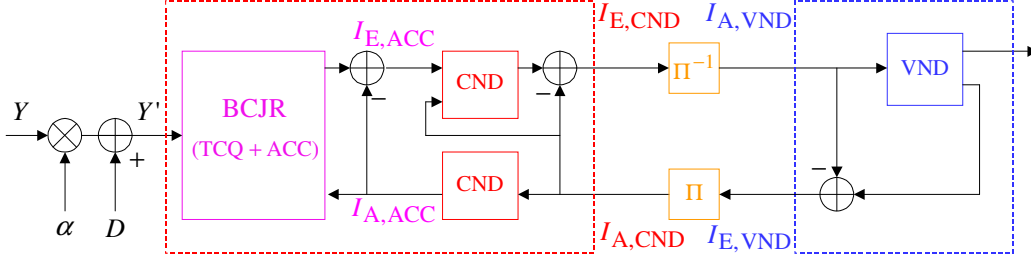 I_E,CND I_A,VND
I_E,ACC
Π⁻¹
CND
VND
Y
Y'
BCJR
(TCQ + ACC)
−
−
−
+
CND
Π
α
D
I_A,ACC
I_A,CND I_E,VND